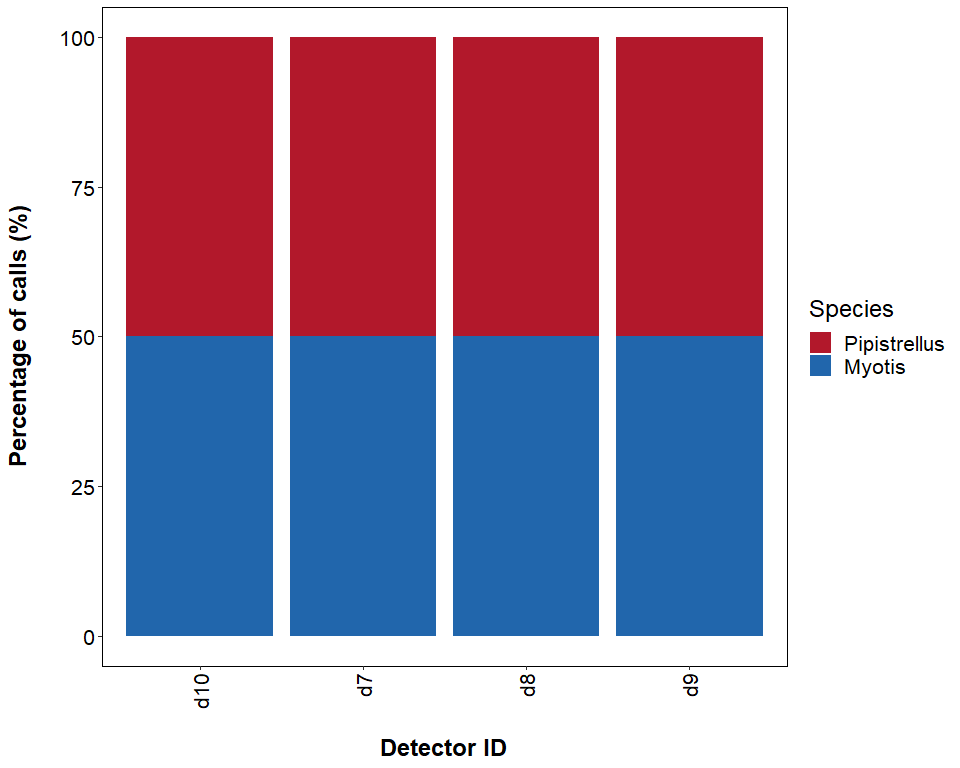 Percentage of calls (%)
100
75
50
25
0
d10
d7
d8
d9
Detector ID
Species
Pipistrellus
Myotis